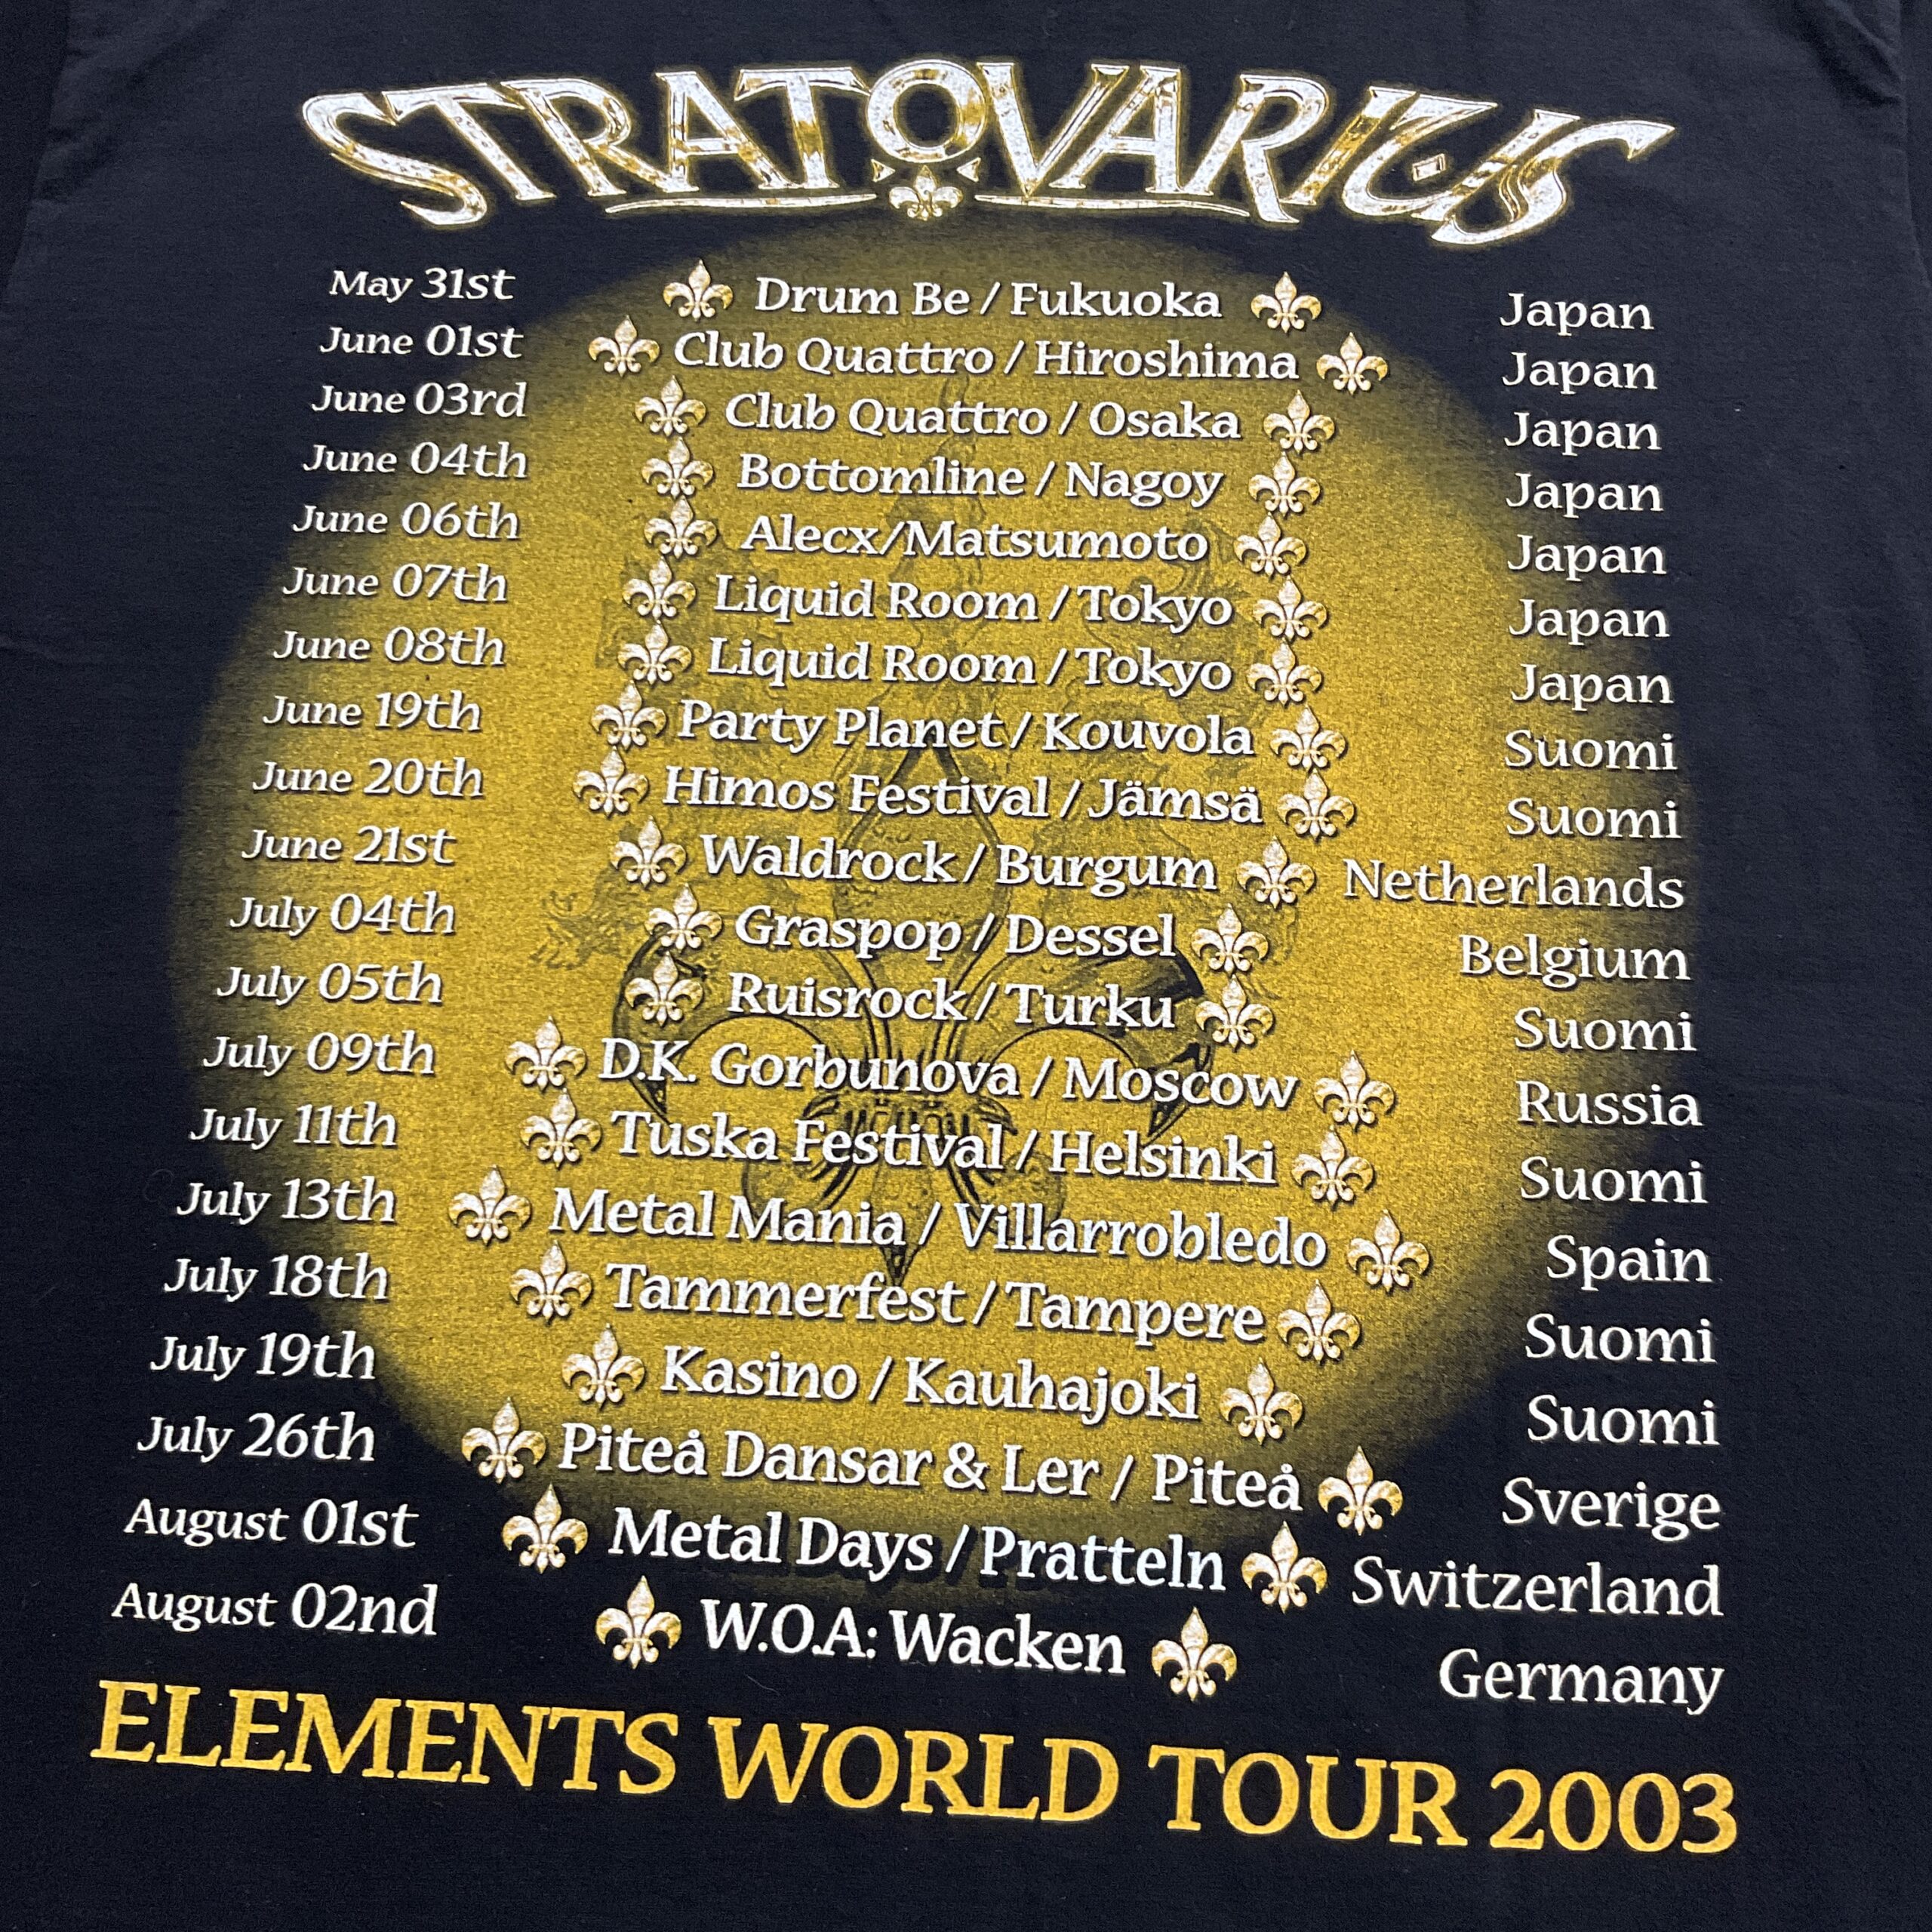 STRATOVARIUS
May 31st Drum Be / Fukuoka Japan
June 01st Club Quattro / Hiroshima Japan
June 03rd Club Quattro / Osaka Japan
June 04th Bottomline / Nagoy Japan
June 06th Alecx/Matsumoto Japan
June 07th Liquid Room / Tokyo Japan
June 08th Liquid Room / Tokyo Japan
June 19th Party Planet / Kouvola Suomi
June 20th Himos Festival / Jämsä Suomi
June 21st Waldrock / Burgum Netherlands
July 04th Graspop / Dessel Belgium
July 05th Ruisrock / Turku Suomi
July 09th D.K. Gorbunova / Moscow Russia
July 11th Tuska Festival / Helsinki Suomi
July 13th Metal Mania / Villarrobledo Spain
July 18th Tammerfest / Tampere Suomi
July 19th Kasino / Kauhajoki Suomi
July 26th Piteå Dansar & Ler / Piteå Sverige
August 01st Metal Days / Pratteln Switzerland
August 02nd W.O.A: Wacken Germany
ELEMENTS WORLD TOUR 2003